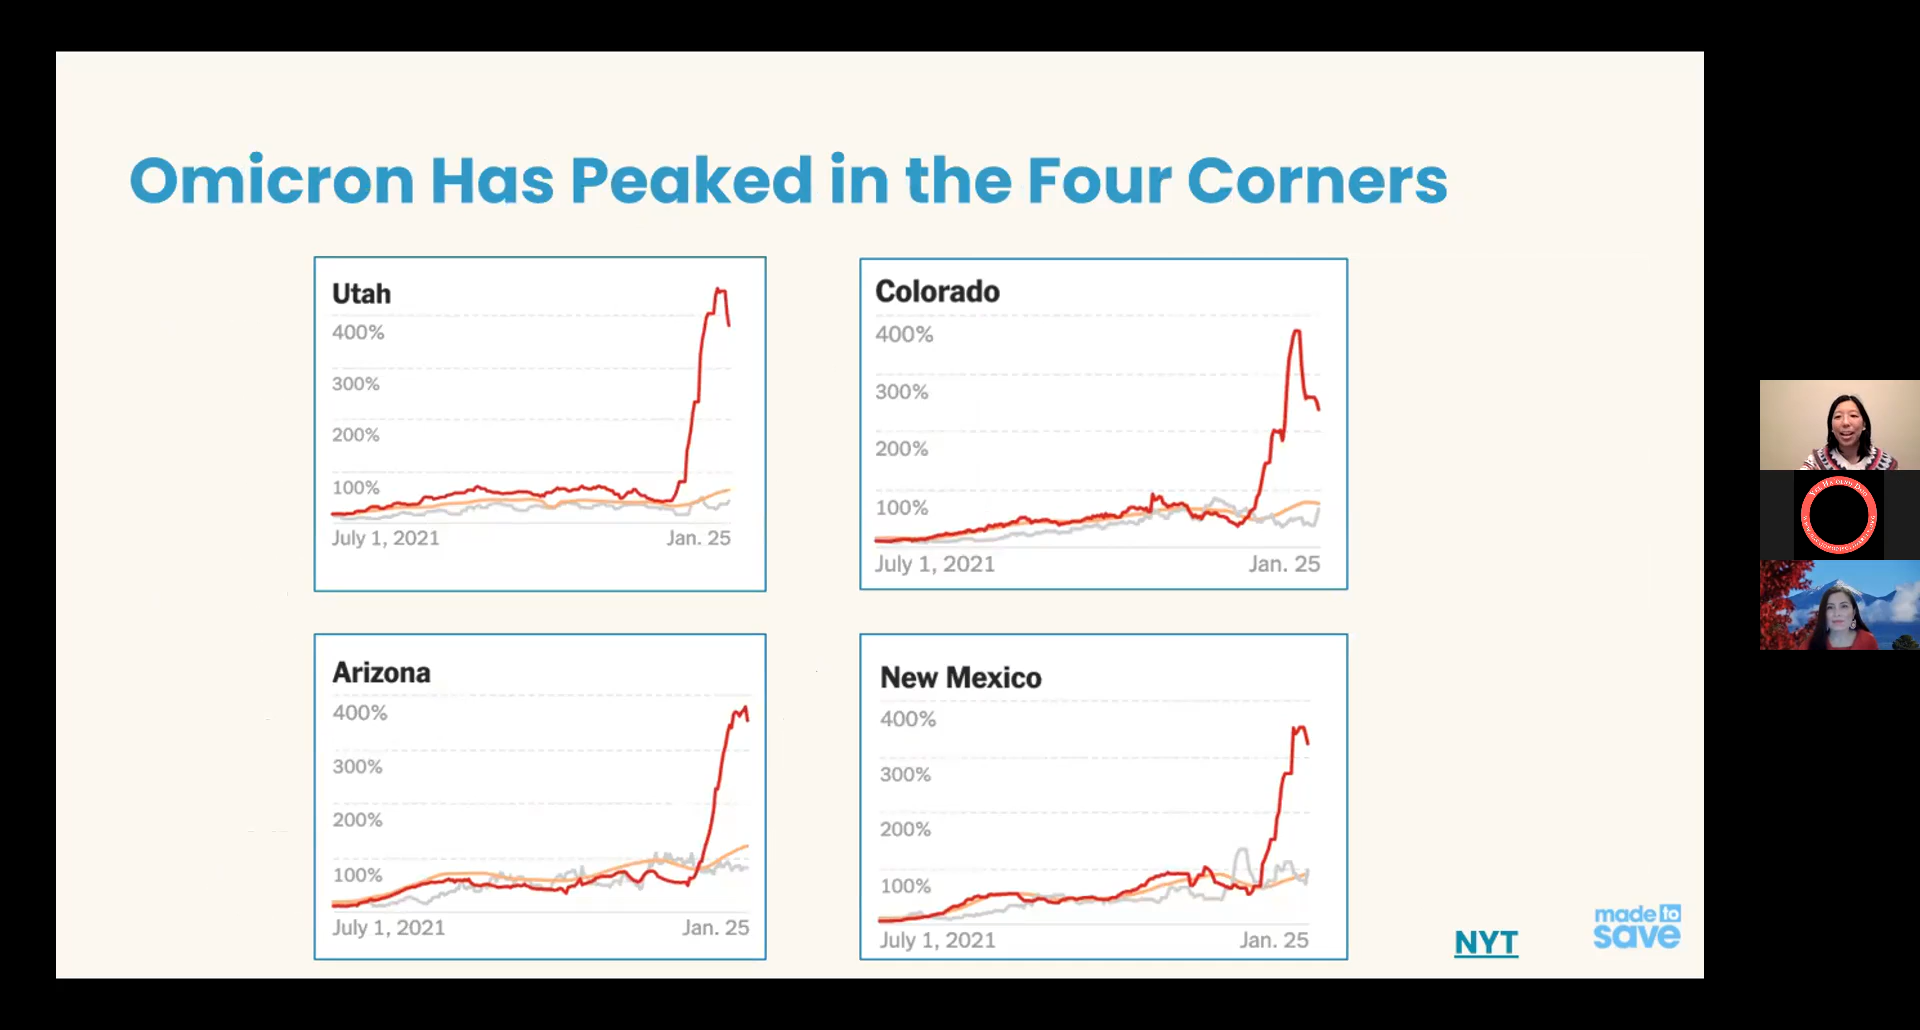 Omicron Has Peaked in the Four Corners
Utah
400%
300%
200%
100%
July 1, 2021 Jan. 25
Colorado
400%
300%
200%
100%
July 1, 2021 Jan. 25
Arizona
400%
300%
200%
100%
July 1, 2021 Jan. 25
New Mexico
400%
300%
200%
100%
July 1, 2021 Jan. 25
NYT
made to
save